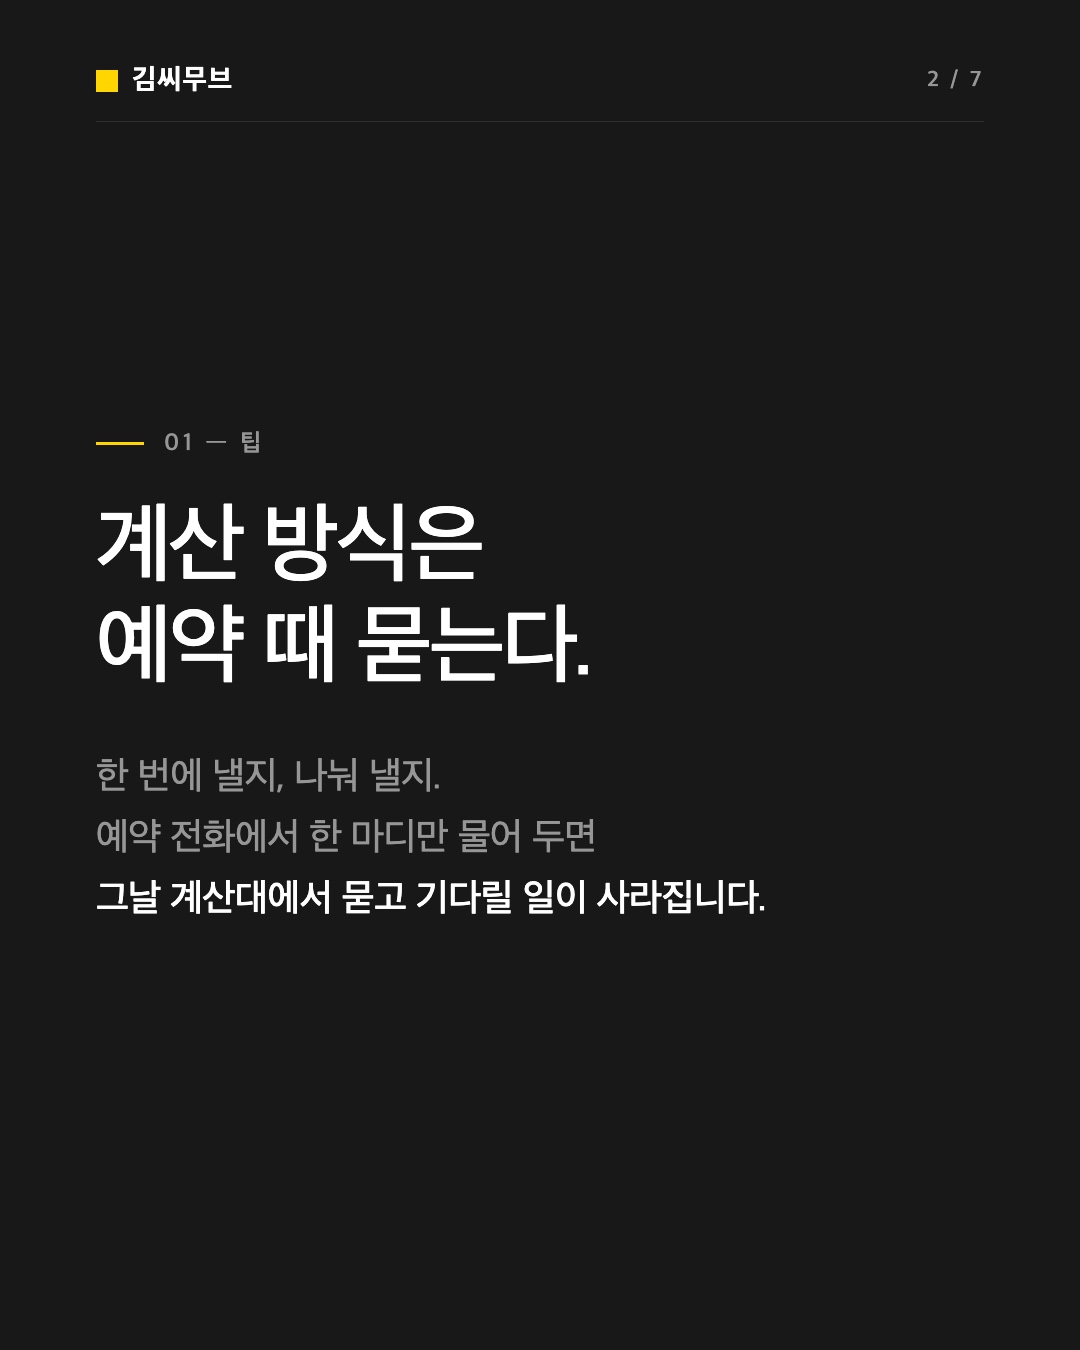 김씨무브
2 / 7
01 — 팁
계산 방식은
예약 때 묻는다.
한 번에 낼지, 나눠 낼지.
예약 전화에서 한 마디만 물어 두면
그날 계산대에서 묻고 기다릴 일이 사라집니다.